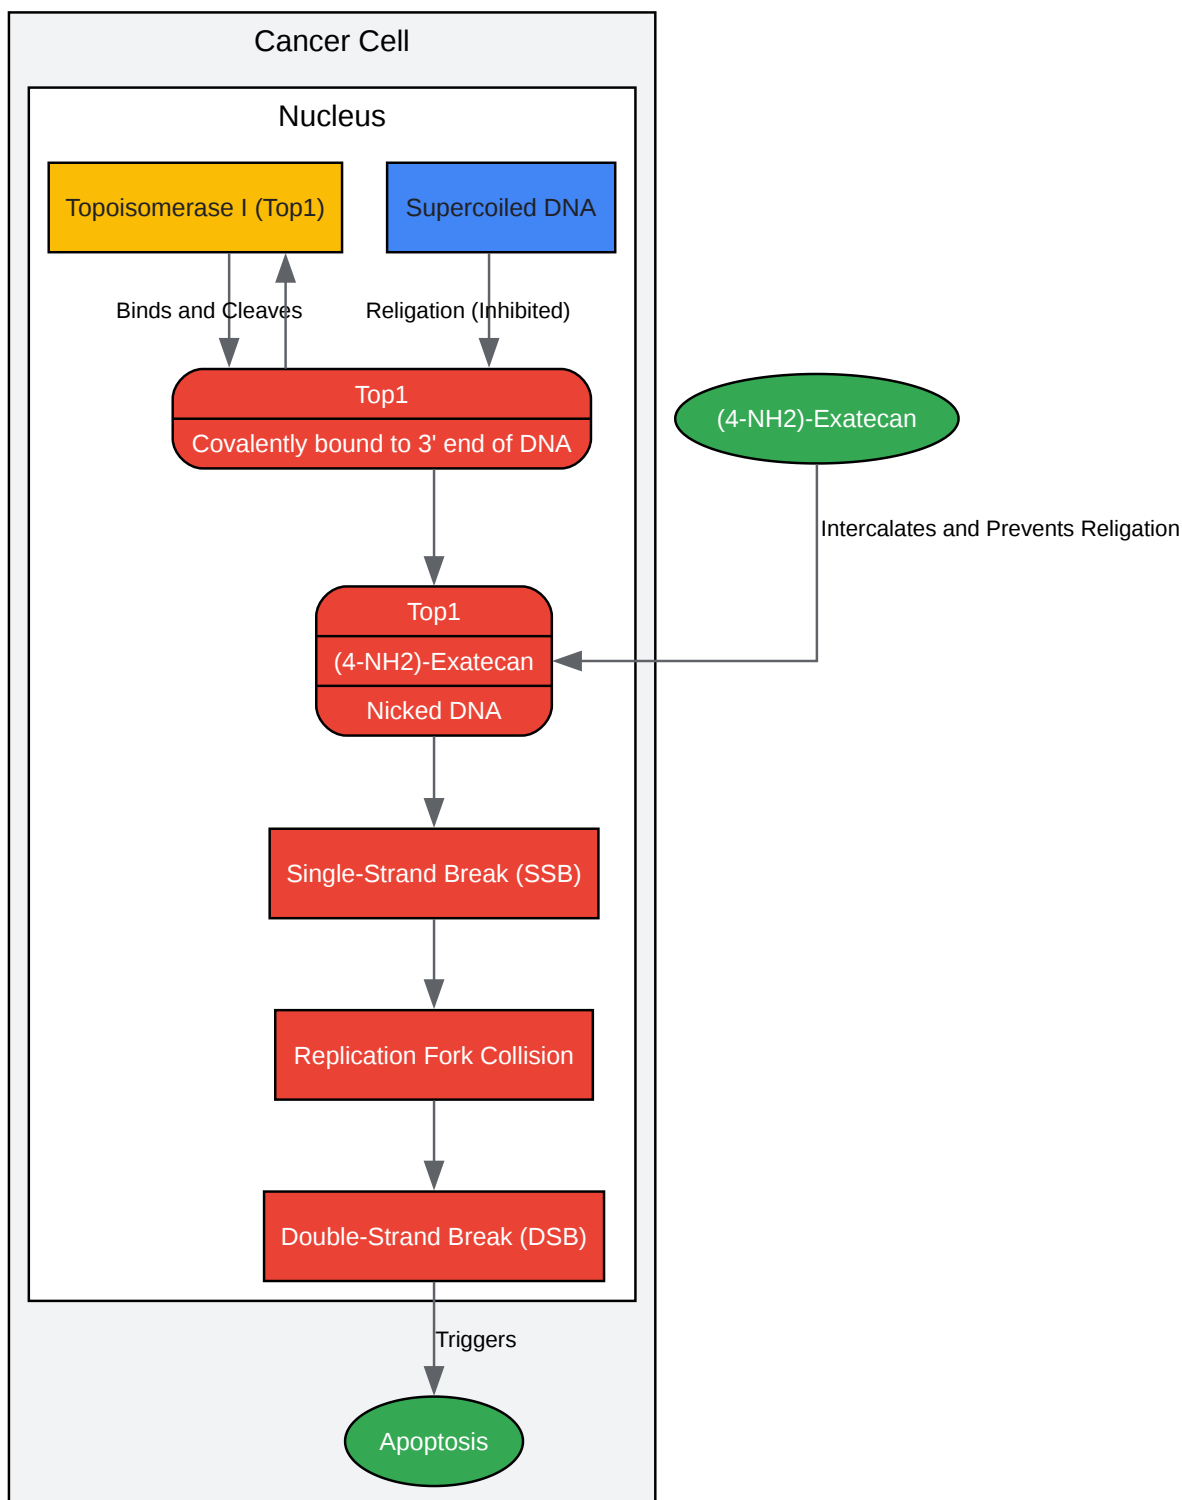 Cancer Cell
Nucleus
Topoisomerase I (Top1)
Supercoiled DNA
Binds and Cleaves
Religation (Inhibited)
Top1
Covalently bound to 3' end of DNA
(4-NH2)-Exatecan
Intercalates and Prevents Religation
Top1
(4-NH2)-Exatecan
Nicked DNA
Single-Strand Break (SSB)
Replication Fork Collision
Double-Strand Break (DSB)
Triggers
Apoptosis